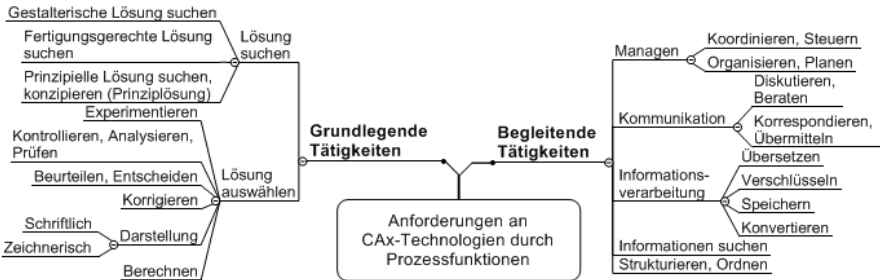 Gestalterische Lösung suchen
Fertigungsgerechte Lösung
suchen
Prinzipielle Lösung suchen,
konzipieren (Prinziplösung)
Lösung
suchen
Experimentieren
Kontrollieren, Analysieren,
Prüfen
Beurteilen, Entscheiden
Korrigieren
Schriftlich
Zeichnerisch
Darstellung
Berechnen
Lösung
auswählen
Grundlegende
Tätigkeiten
Begleitende
Tätigkeiten
Anforderungen an
CAx-Technologien durch
Prozessfunktionen
Managen
Koordinieren, Steuern
Organisieren, Planen
Kommunikation
Diskutieren,
Beraten
Korrespondieren,
Übermitteln
Informations-
verarbeitung
Übersetzen
Verschlüsseln
Speichern
Konvertieren
Informationen suchen
Strukturieren, Ordnen